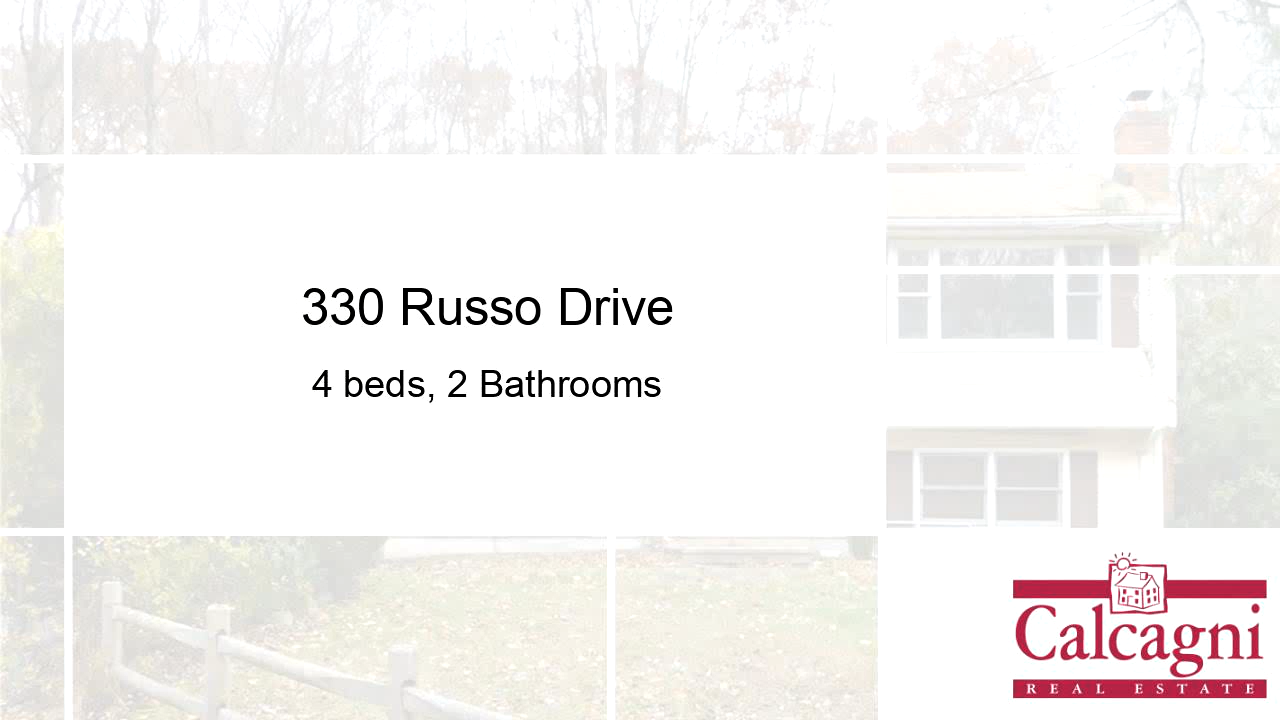 330 Russo Drive
4 beds, 2 Bathrooms
Calcagni
REAL ESTATE